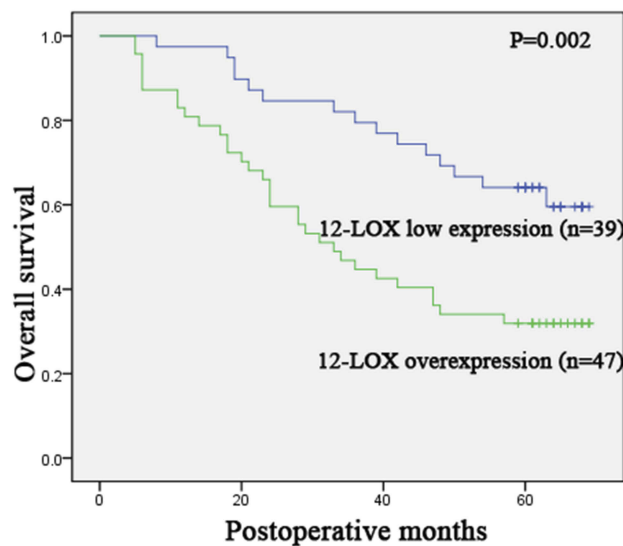 P=0.002
1.0
0.8
0.6
0.4
0.2
0.0
Overall survival
12-LOX low expression (n=39)
12-LOX overexpression (n=47)
0 20 40 60
Postoperative months